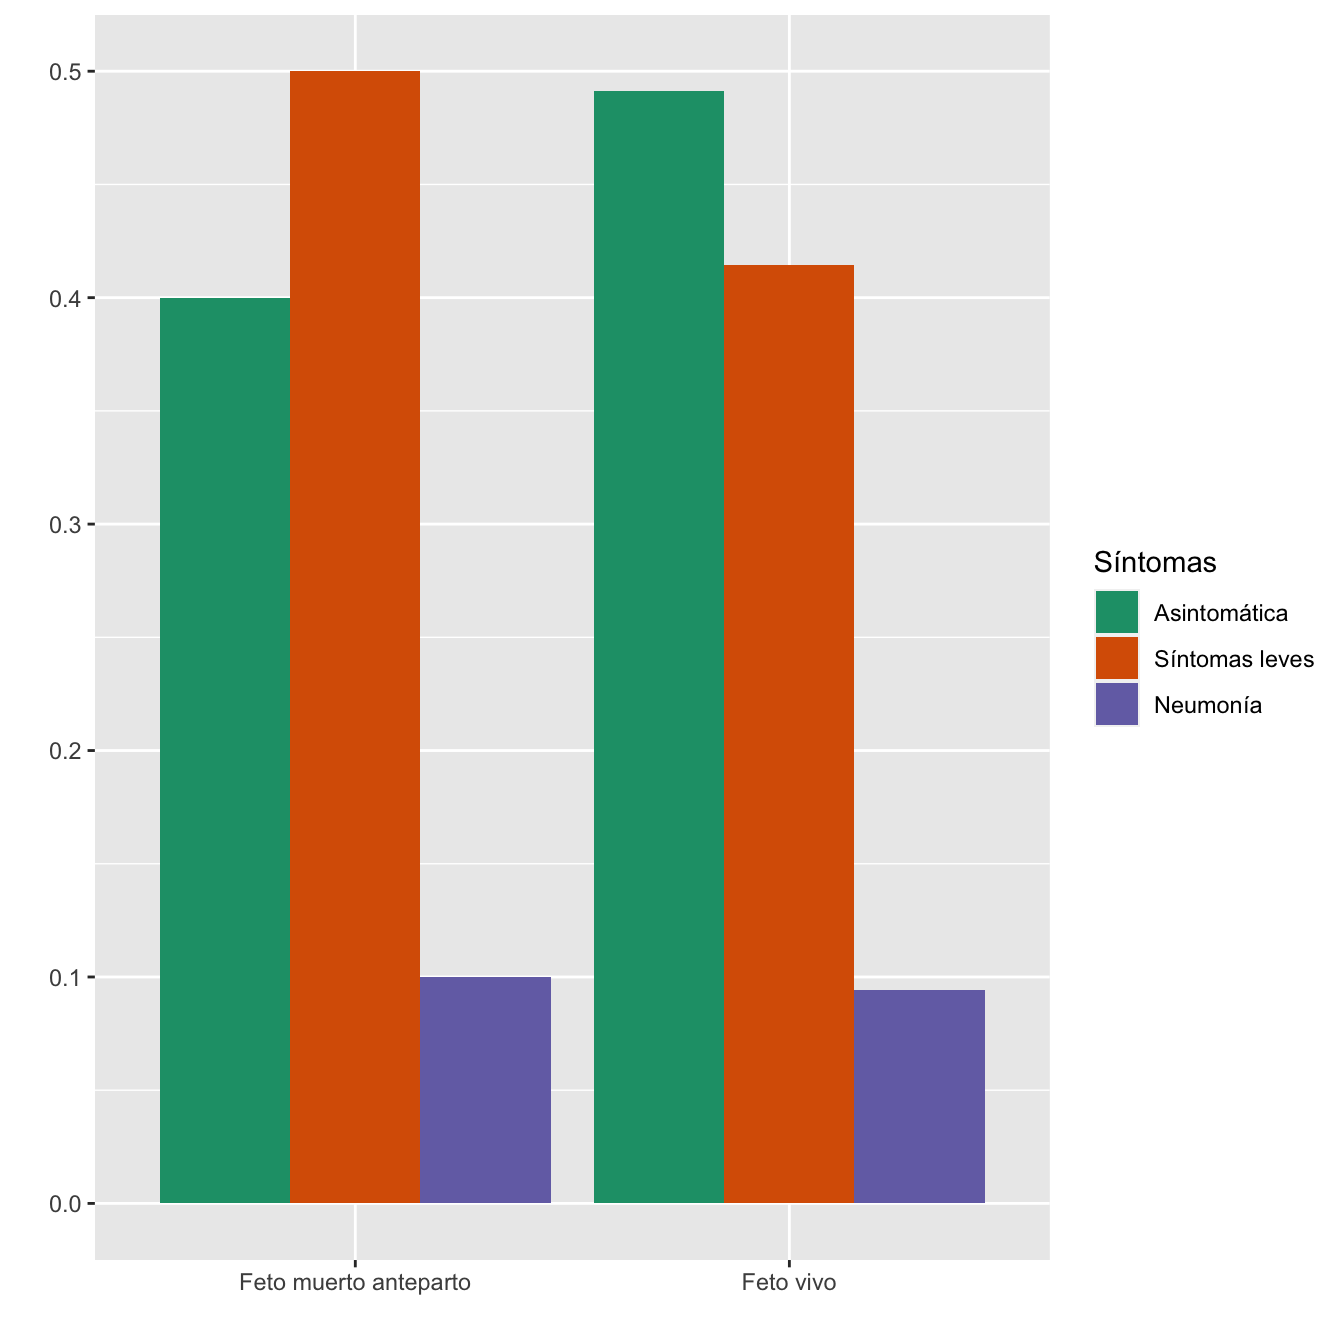 0.5
0.4
0.3
0.2
0.1
0.0
Feto muerto anteparto
Feto vivo
Síntomas
Asintomática
Síntomas leves
Neumonía